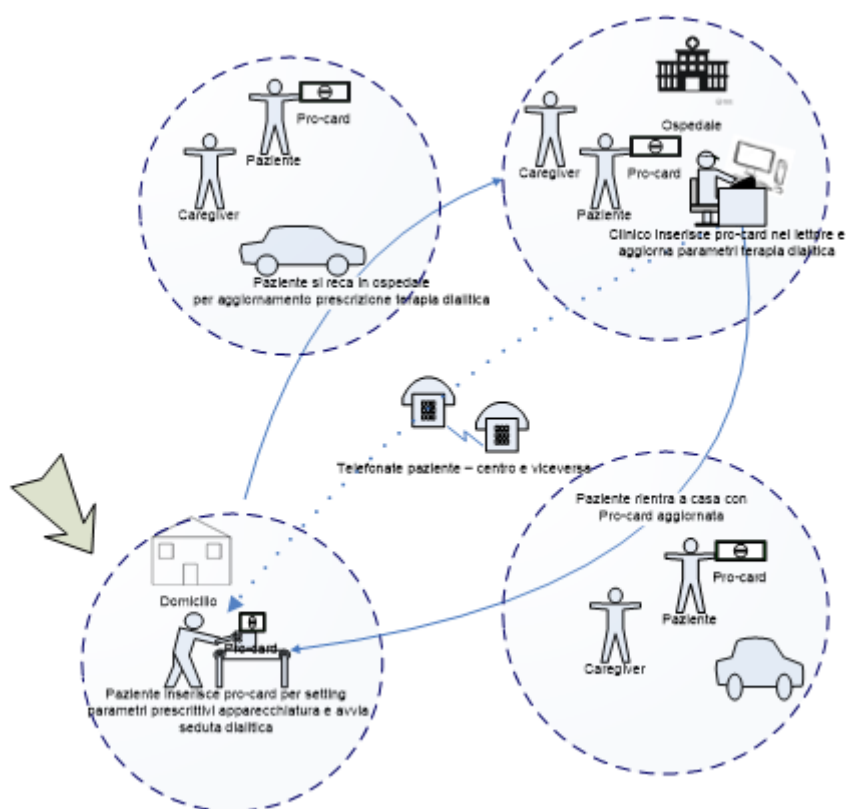 Pro-card
Paziente
Caregiver
Paziente si reca in ospedale
per aggiornamento prescrizione terapia dialitica
Ospedale
Caregiver
Pro-card
Paziente
Clinico inserisce pro-card nel lettore e
aggiorna parametri terapia dialitica
Telefonate paziente – centro e viceversa
Domicilio
Pro-card
Paziente inserisce pro-card per setting
parametri prescrittivi apparecchiatura e avvia
seduta dialitica
Paziente rientra a casa con
Pro-card aggiornata
Pro-card
Paziente
Caregiver